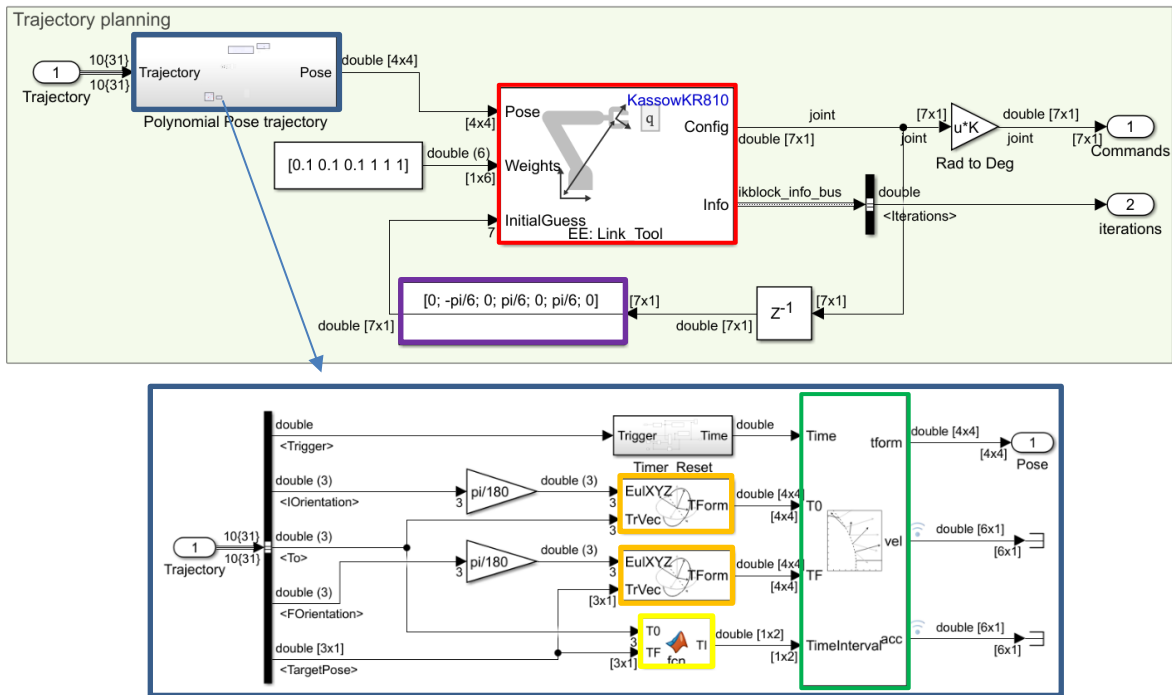 Trajectory planning
10{31}
1
10{31}
Trajectory
Trajectory
Pose
Polynomial Pose trajectory
double [4x4]
Pose
[4x4]
KassowKR810
q
Config
joint
double [7x1]
[7x1]
joint
u*K
Rad to Deg
double [7x1]
joint
[7x1]
1
Commands
[0.1 0.1 0.1 1 1 1]
double (6)
[1x6]
Weights
Info
ikblock_info_bus
double
<Iterations>
2
iterations
InitialGuess
7
EE: Link_Tool
[0; -pi/6; 0; pi/6; 0; pi/6; 0]
double [7x1]
[7x1]
double [7x1]
Z-1
[7x1]
double
<Trigger>
Trigger
Time
Timer_Reset
double
Time
tform
double [4x4]
[4x4]
1
Pose
double (3)
<IOrientation>
3
pi/180
double (3)
3
EulXYZ
TrVec
3
TForm
double [4x4]
[4x4]
T0
10{31}
1
10{31}
Trajectory
double (3)
<To>
vel
double [6x1]
[6x1]
double (3)
<FOrientation>
3
pi/180
double (3)
3
EulXYZ
TrVec
[3x1]
TForm
double [4x4]
[4x4]
TF
double [3x1]
<TargetPose>
T0
3
TF
[3x1]
fcn
TI
double [1x2]
[1x2]
TimeInterval
acc
double [6x1]
[6x1]